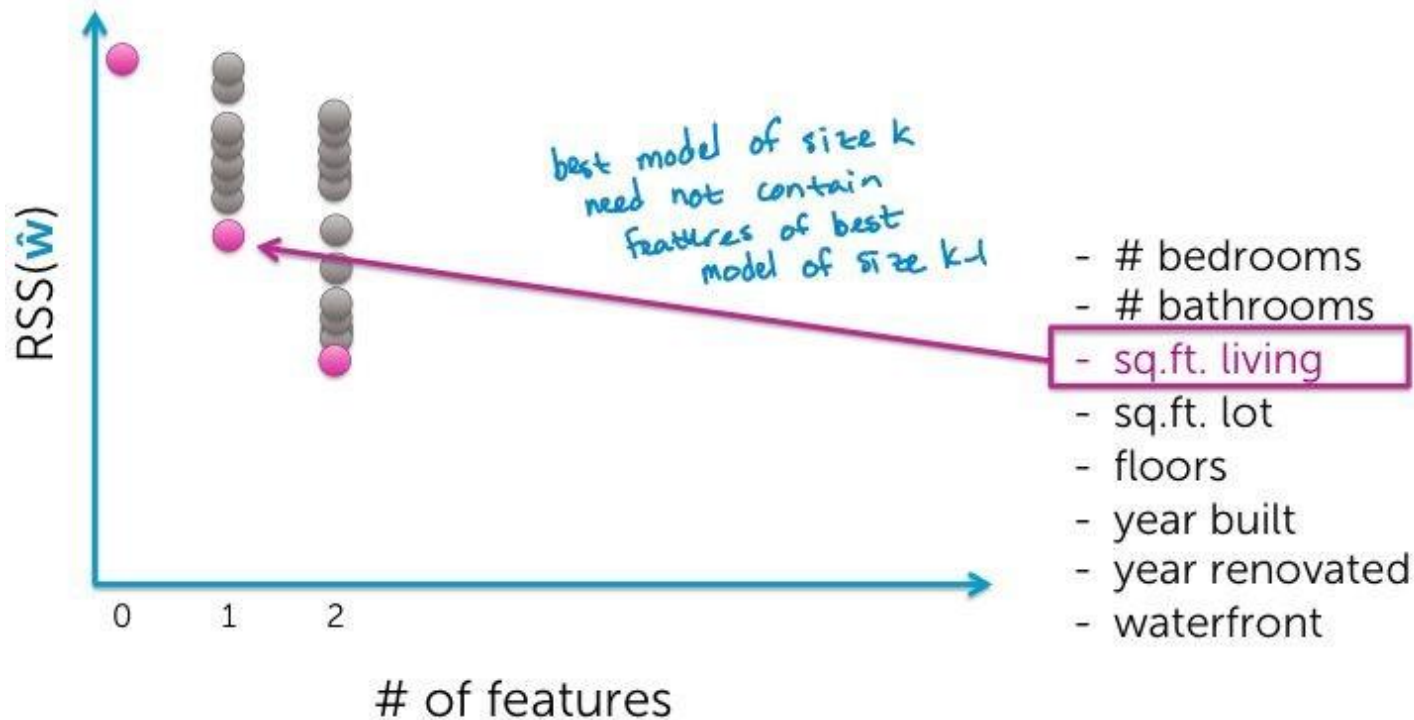 RSS(ŵ)
best model of size k
need not contain
features of best
model of size k-1
- # bedrooms
- # bathrooms
- sq.ft. living
- sq.ft. lot
- floors
- year built
- year renovated
- waterfront
0 1 2
# of features